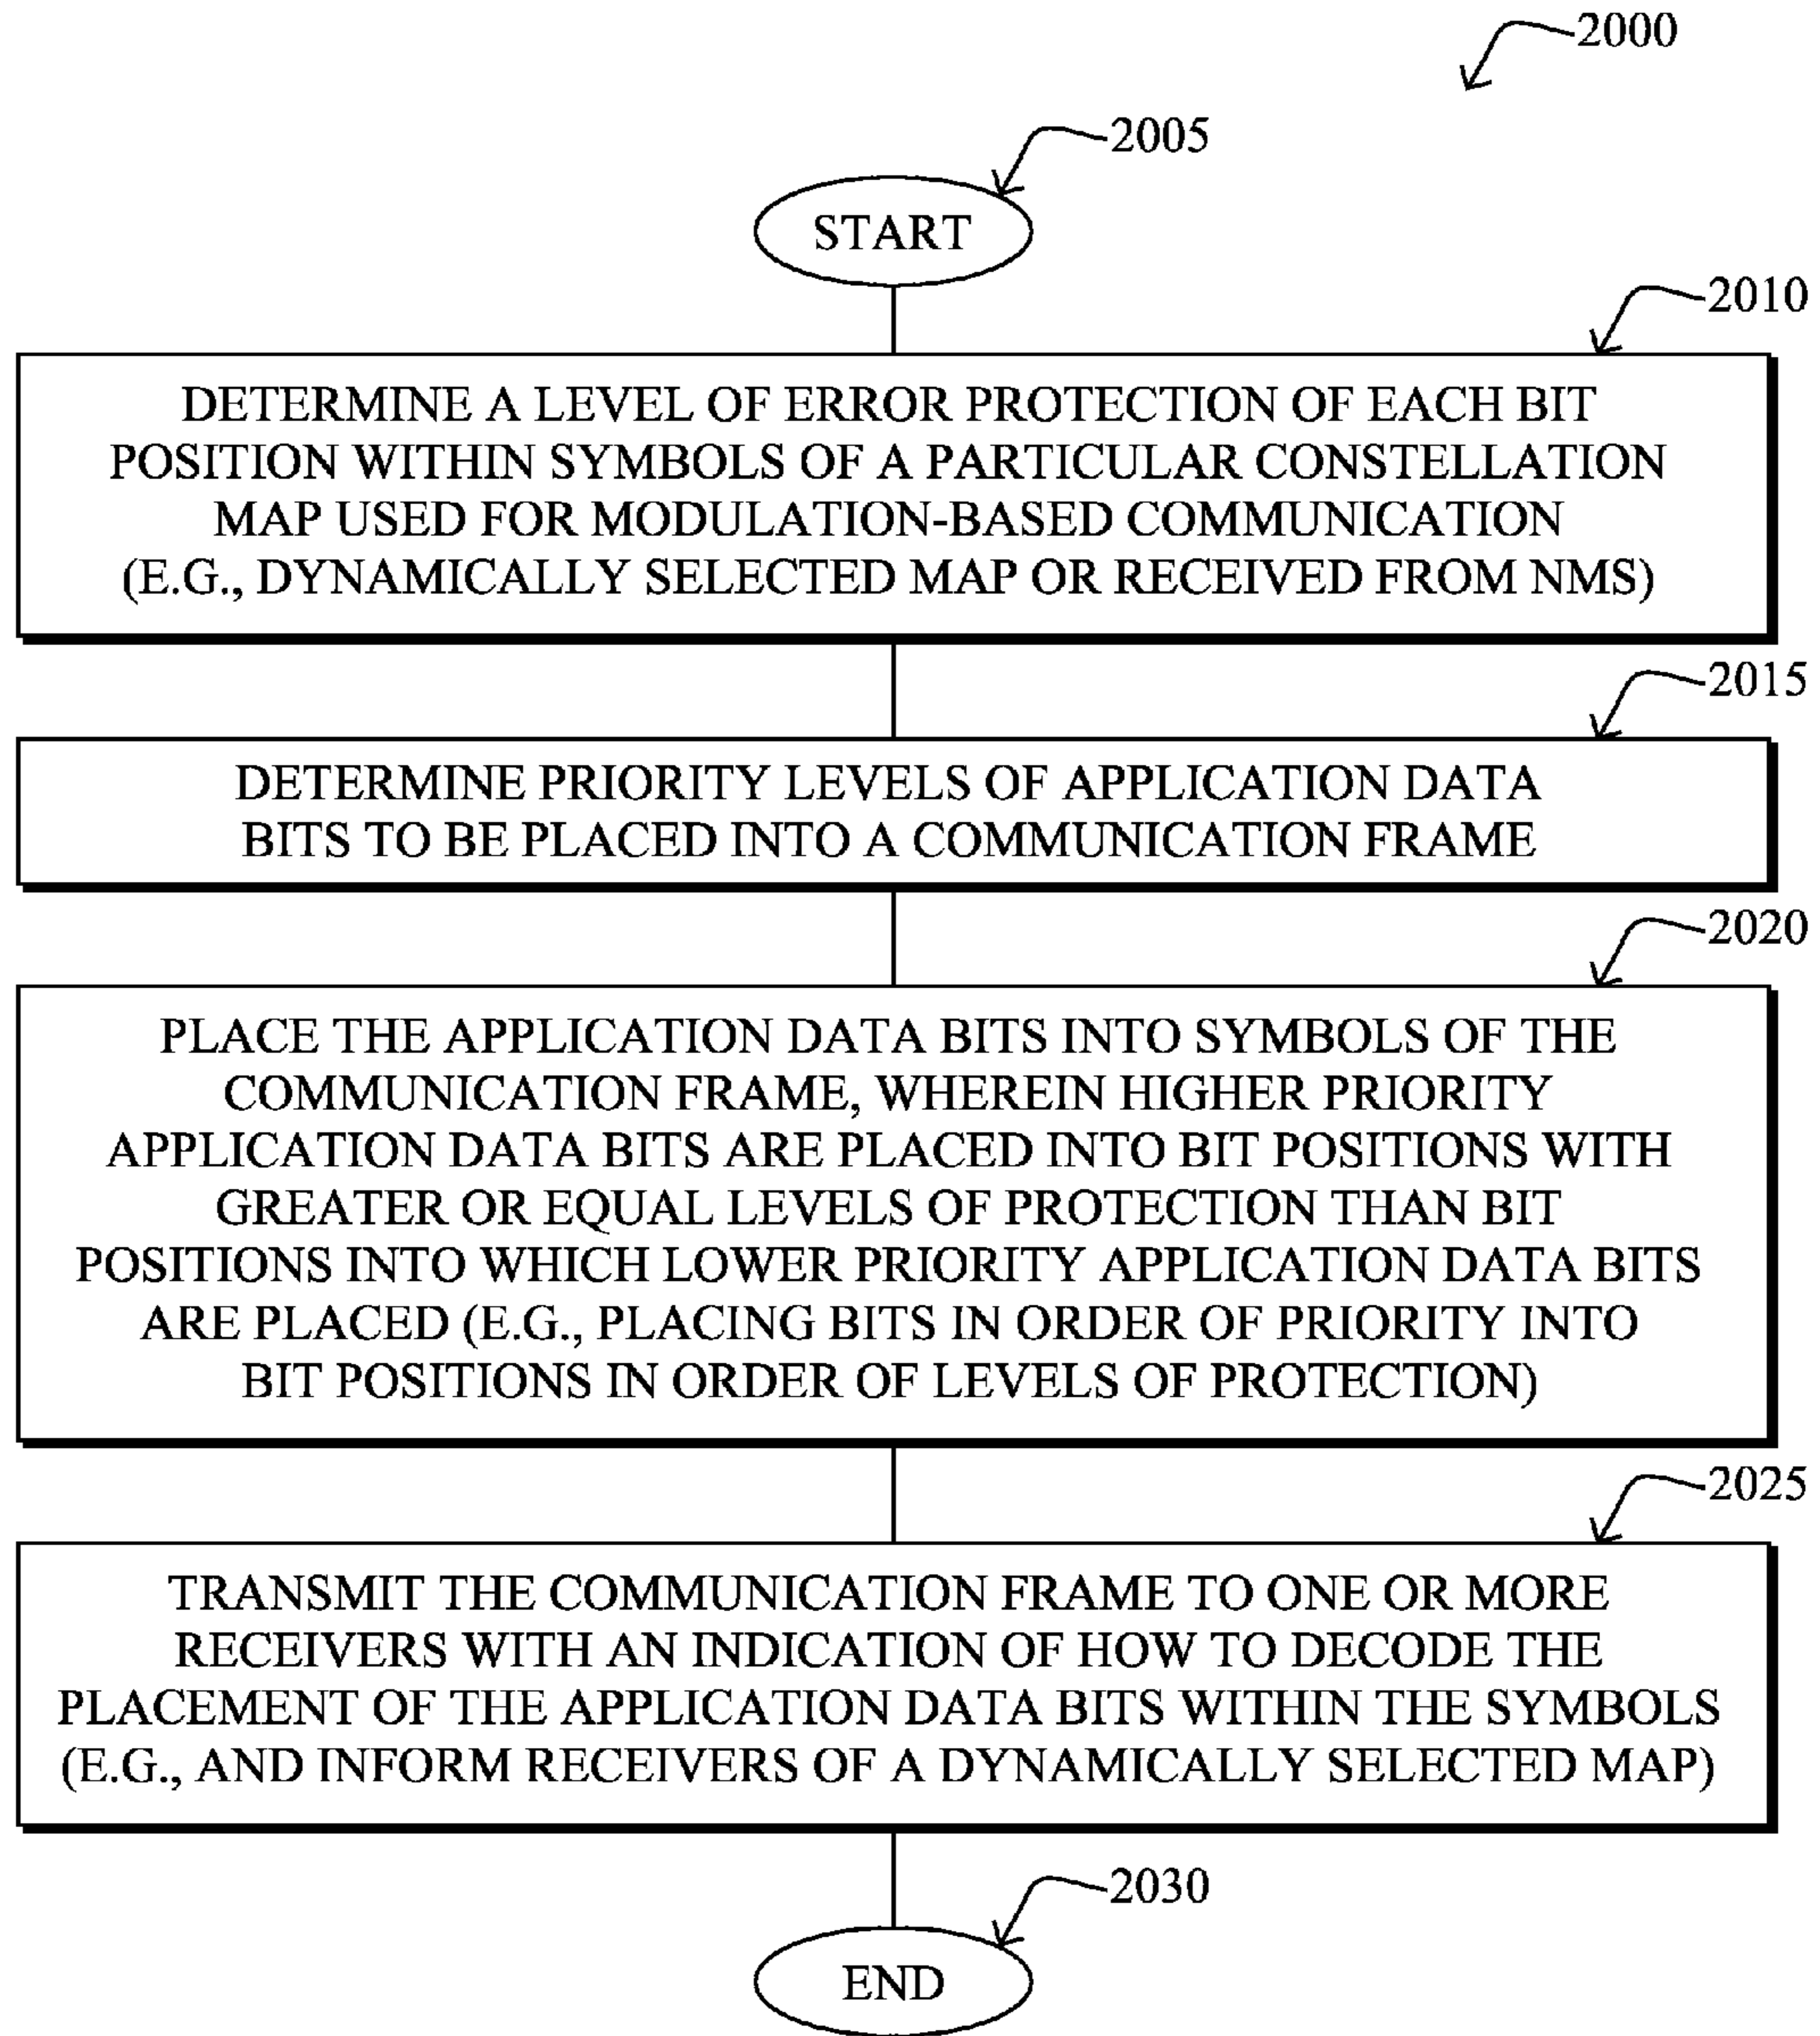 2000
2005
START
2010
DETERMINE A LEVEL OF ERROR PROTECTION OF EACH BIT
POSITION WITHIN SYMBOLS OF A PARTICULAR CONSTELLATION
MAP USED FOR MODULATION-BASED COMMUNICATION
(E.G., DYNAMICALLY SELECTED MAP OR RECEIVED FROM NMS)
2015
DETERMINE PRIORITY LEVELS OF APPLICATION DATA
BITS TO BE PLACED INTO A COMMUNICATION FRAME
2020
PLACE THE APPLICATION DATA BITS INTO SYMBOLS OF THE
COMMUNICATION FRAME, WHEREIN HIGHER PRIORITY
APPLICATION DATA BITS ARE PLACED INTO BIT POSITIONS WITH
GREATER OR EQUAL LEVELS OF PROTECTION THAN BIT
POSITIONS INTO WHICH LOWER PRIORITY APPLICATION DATA BITS
ARE PLACED (E.G., PLACING BITS IN ORDER OF PRIORITY INTO
BIT POSITIONS IN ORDER OF LEVELS OF PROTECTION)
2025
TRANSMIT THE COMMUNICATION FRAME TO ONE OR MORE
RECEIVERS WITH AN INDICATION OF HOW TO DECODE THE
PLACEMENT OF THE APPLICATION DATA BITS WITHIN THE SYMBOLS
(E.G., AND INFORM RECEIVERS OF A DYNAMICALLY SELECTED MAP)
2030
END